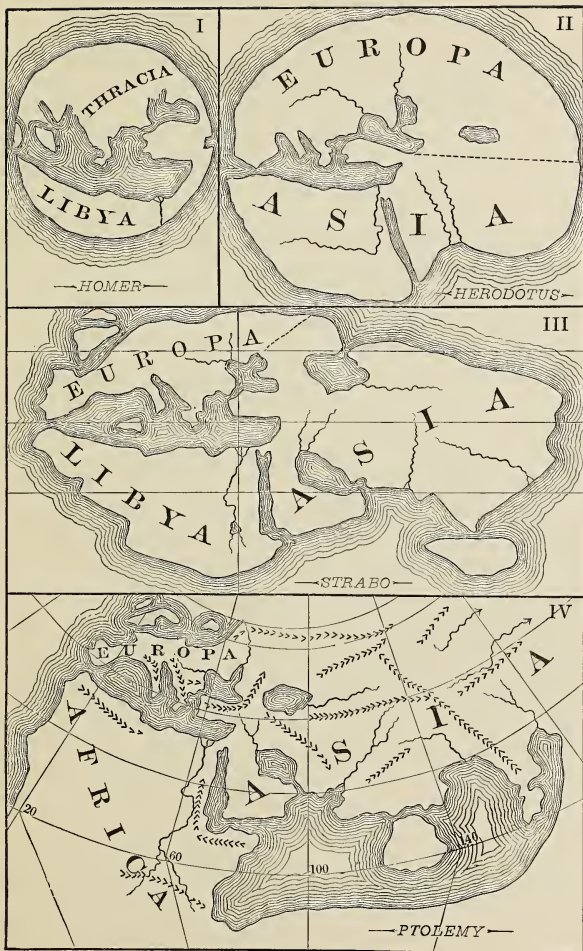 I
THRACIA
LIBYA
HOMER
II
EUROPA
ASIA
HERODOTUS
III
EUROPA
LIBYA
ASIA
STRABO
IV
EUROPA
AFRICA
ASIA
20
60
100
140
PTOLEMY